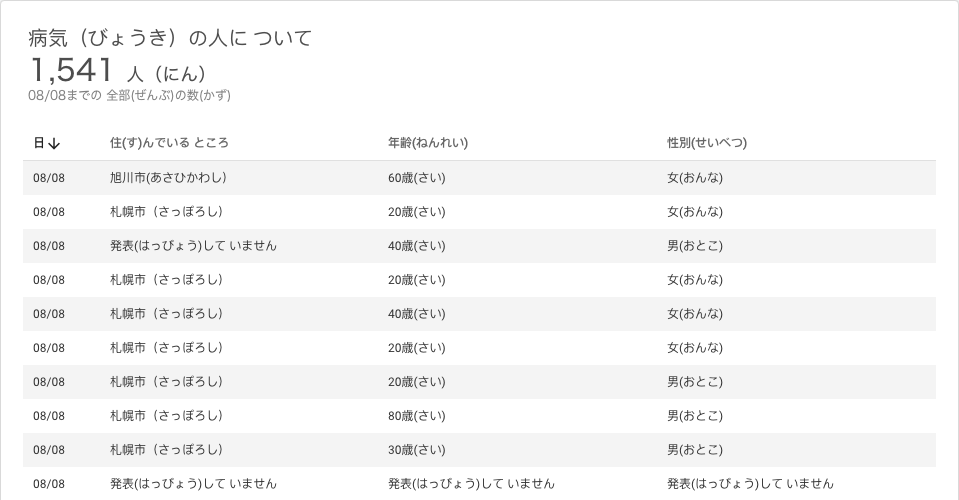 病気（びょうき）の人に ついて
1,541 人（にん）
08/08までの 全部(ぜんぶ)の数(かず)
日↓ 住(す)んでいる ところ 年齢(ねんれい) 性別(せいべつ)
08/08 旭川市(あさひかわし) 60歳(さい) 女(おんな)
08/08 札幌市（さっぽろし） 20歳(さい) 女(おんな)
08/08 発表(はっぴょう)して いません 40歳(さい) 男(おとこ)
08/08 札幌市（さっぽろし） 20歳(さい) 女(おんな)
08/08 札幌市（さっぽろし） 40歳(さい) 女(おんな)
08/08 札幌市（さっぽろし） 20歳(さい) 女(おんな)
08/08 札幌市（さっぽろし） 20歳(さい) 男(おとこ)
08/08 札幌市（さっぽろし） 80歳(さい) 男(おとこ)
08/08 札幌市（さっぽろし） 30歳(さい) 男(おとこ)
08/08 発表(はっぴょう)して いません 発表(はっぴょう)して いません 発表(はっぴょう)して いません